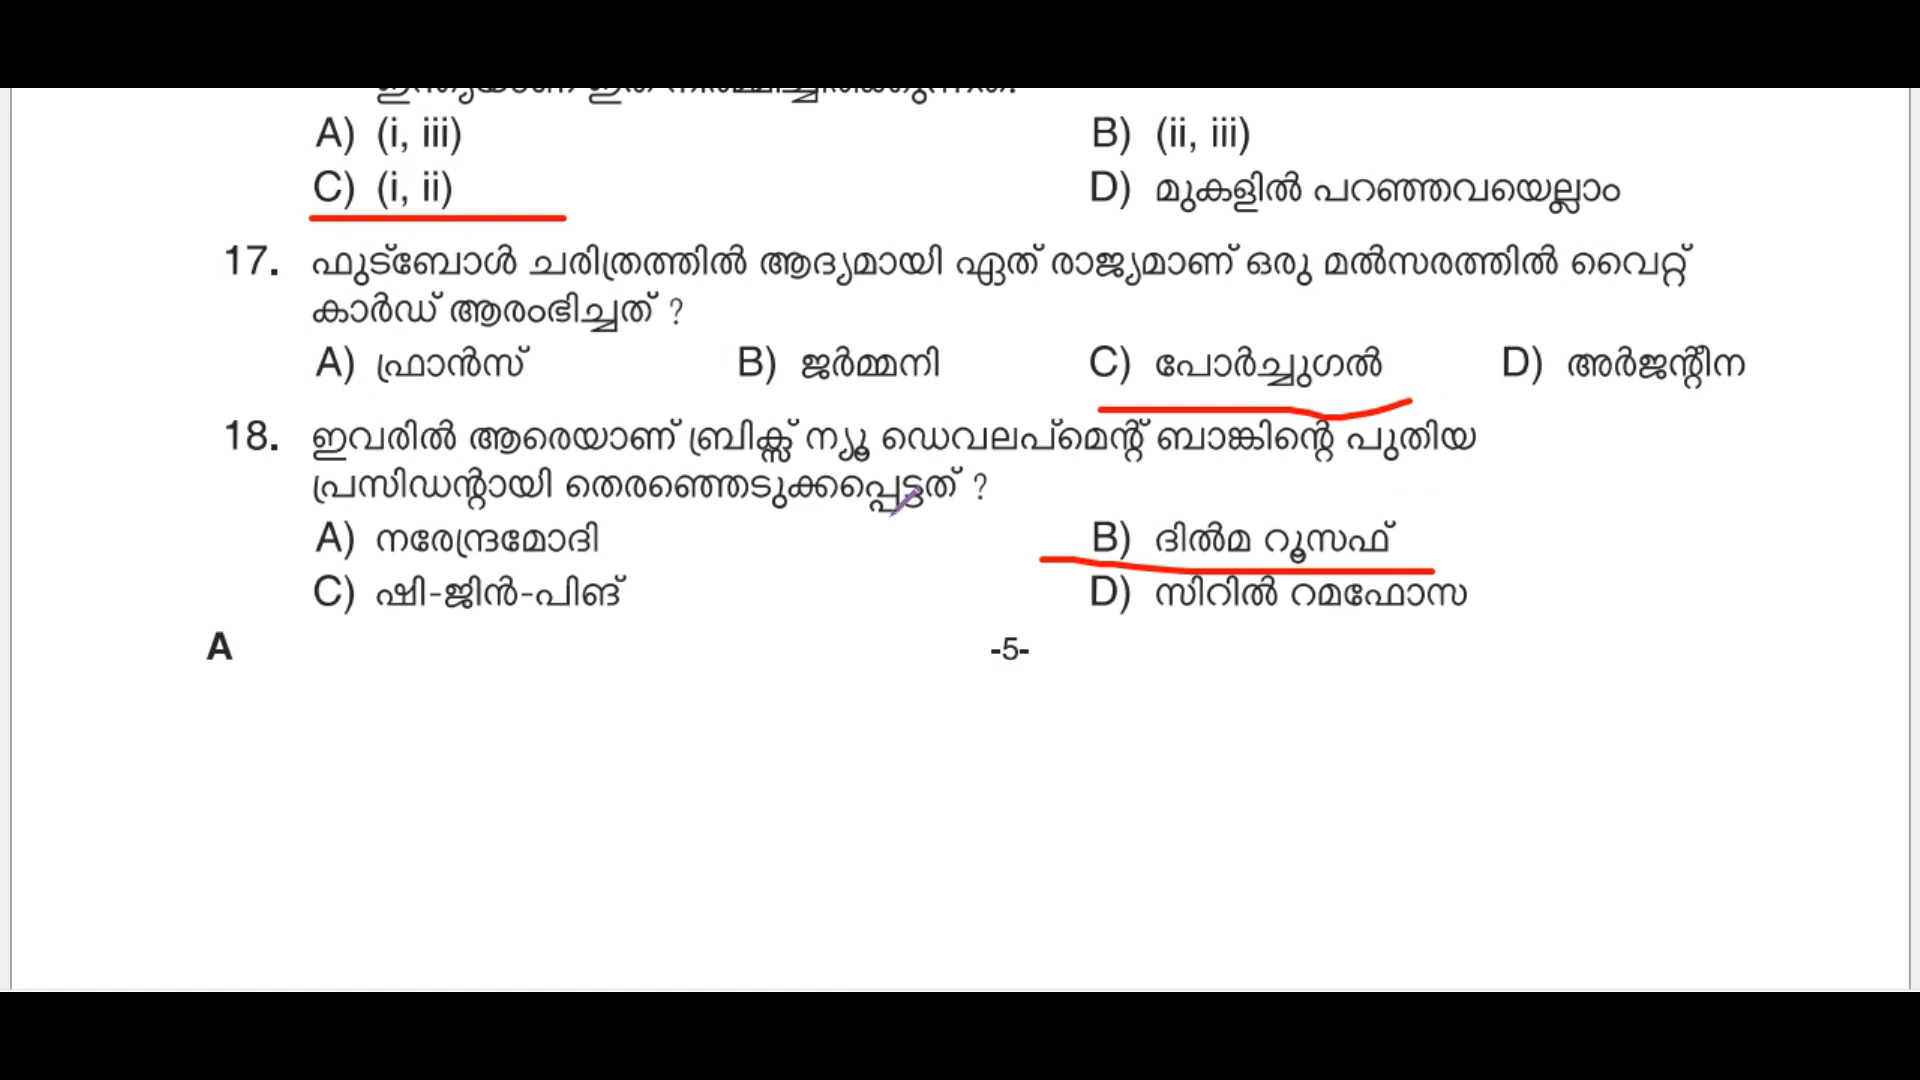 A) (i, iii) B) (ii, iii)
C) (i, ii) D) മുകളിൽ പറഞ്ഞവയെല്ലാം
17. ഫുട്ബോൾ ചരിത്രത്തിൽ ആദ്യമായി ഏത് രാജ്യമാണ് ഒരു മൽസരത്തിൽ വൈറ്റ്
കാർഡ് ആരംഭിച്ചത് ?
A) ഫ്രാൻസ് B) ജർമ്മനി C) പോർച്ചുഗൽ D) അർജന്റീന
18. ഇവരിൽ ആരെയാണ് ബ്രിക്സ് ന്യൂ ഡെവലപ്മെന്റ് ബാങ്കിന്റെ പുതിയ
പ്രസിഡന്റായി തെരഞ്ഞെടുക്കപ്പെട്ടത് ?
A) നരേന്ദ്രമോദി B) ദിൽമ റൂസഫ്
C) ഷി-ജിൻ-പിങ് D) സിറിൽ റമഫോസ
A -5-